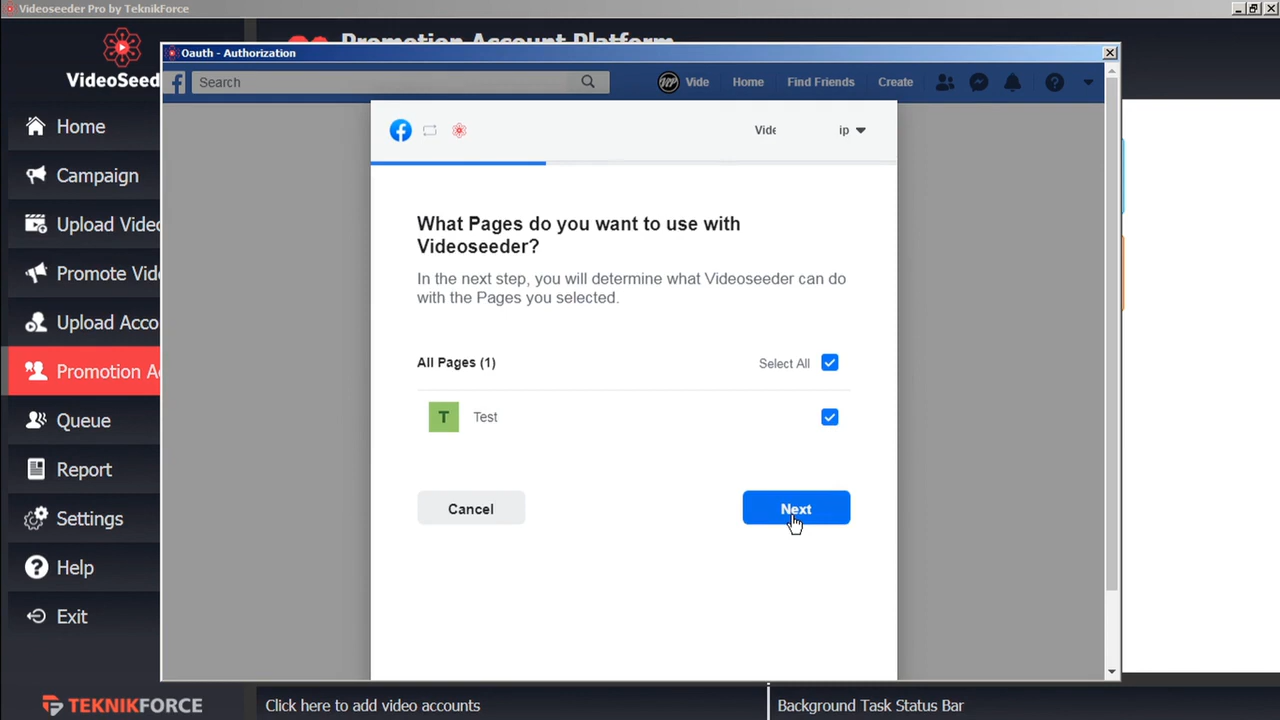 Videoseeder Pro by TeknikForce
VideoSeed
Home
Campaign
Upload Video
Promote Vid
Upload Acco
Promotion A
Queue
Report
Settings
Help
Exit
TEKNIKFORCE
Promotion Account Platform
Oauth - Authorization
Search
Vide
Home
Find Friends
Create
Vide
ip
What Pages do you want to use with
Videoseeder?
In the next step, you will determine what Videoseeder can do
with the Pages you selected.
All Pages (1)
Select All
T
Test
Cancel
Next
Click here to add video accounts
Background Task Status Bar